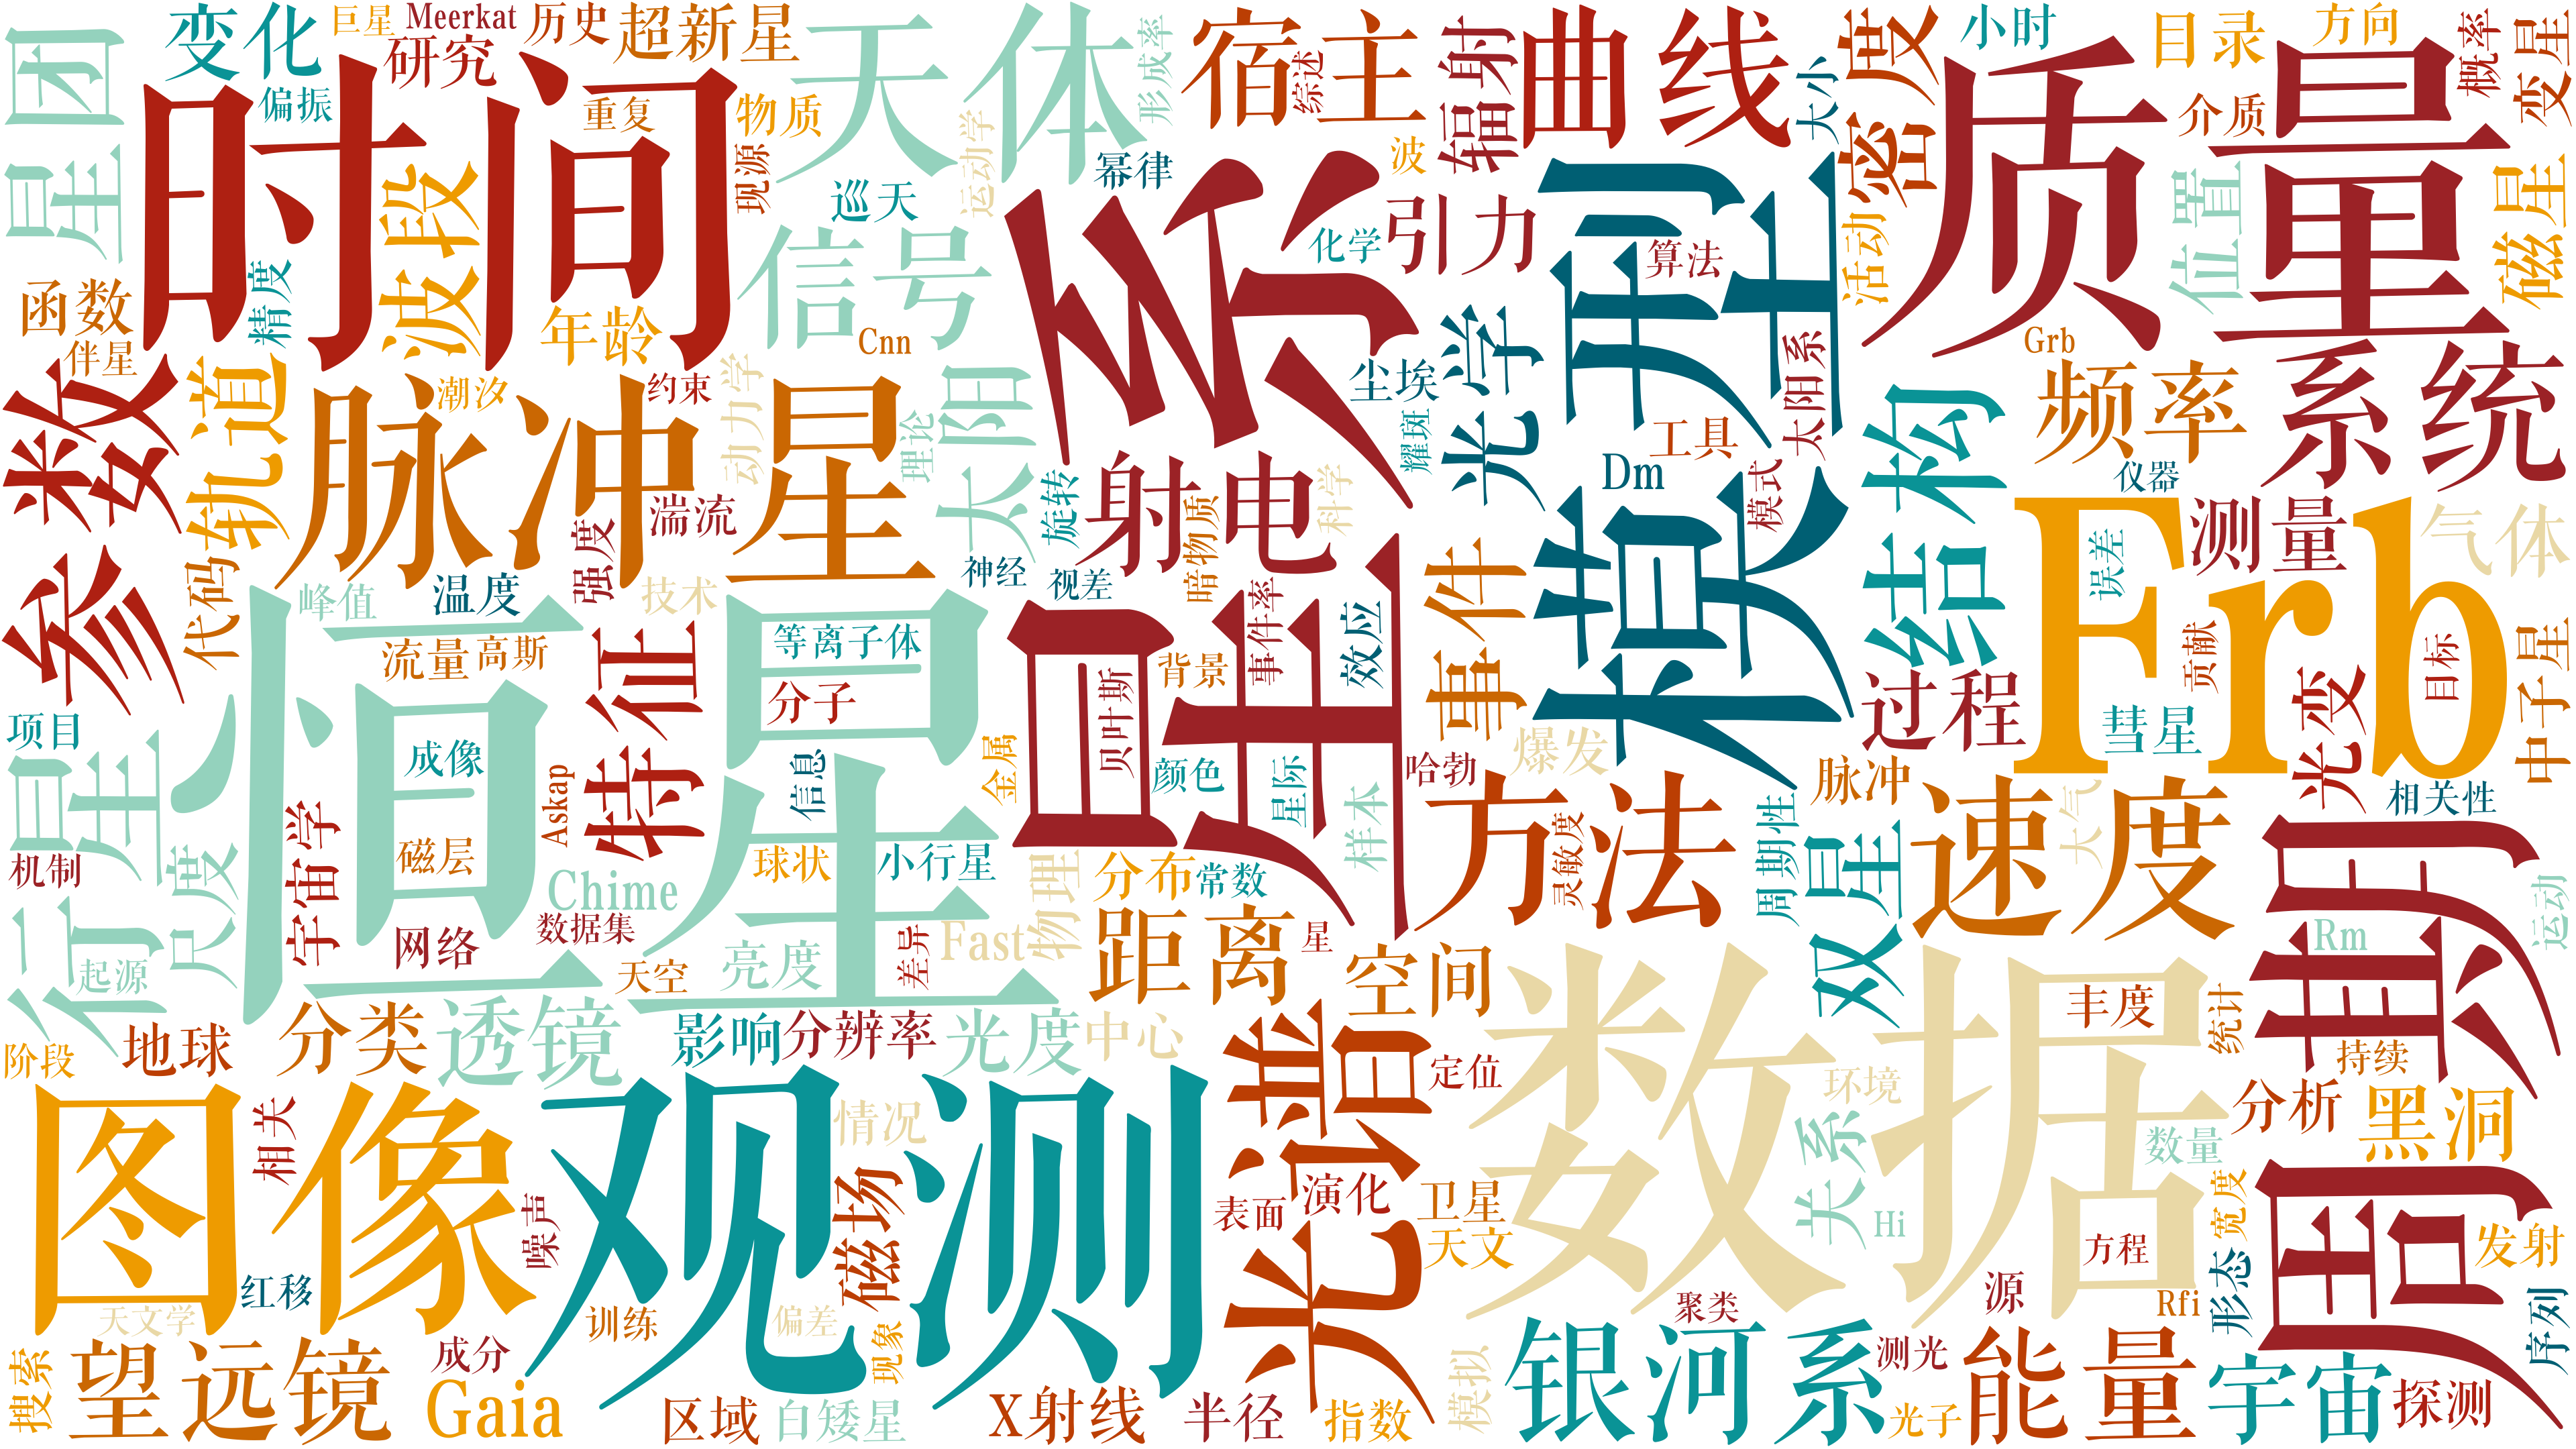 星团
变化
巨星
Meerkat
研究
历史
超新星
天体
形成率
宿主
综述
辐射
曲线
大小
密度
小时
目录
方向
概率
变星
偏振
时间
重复
物质
现源
运动学
巡天
幂律
波
质量
介质
磁星
位置
函数
伴星
精度
波段
年龄
信号
Cnn
星系
化学
引力
算法
模型
活动
Grb
参数
轨道
潮汐
脉冲星
约束
动力学
理论
太阳
尘埃
光学
耀斑
太阳系
工具
Dm
模式
结构
频率
系统
仪器
湍流
强度
旋转
射电
暗物质
科学
Frb
测量
气体
误差
代码
峰值
温度
技术
神经
视差
事件率
效应
事件
流量
高斯
特征
等离子体
分子
恒星
背景
贝叶斯
过程
彗星
贡献
目标
光变
中子星
项目
行星
成像
Askap
信息
金属
颜色
星际
哈勃
爆发
脉冲
相关性
机制
宇宙学
磁层
Chime
球状
小行星
物理
分布
常数
样本
方法
灵敏度
周期性
双星
速度
大气
周期
尺度
网络
数据集
亮度
差异
Fast
距离
星
空间
数据
Rm
运动
起源
地球
分类
透镜
天空
影响
分辨率
光度
中心
光谱
定位
环境
丰度
统计
持续
阶段
图像
相关
观测
情况
关系
数量
分析
黑洞
噪声
磁场
表面
演化
卫星
天文
Hi
方程
宽度
发射
天文学
红移
训练
偏差
现象
聚类
源
Rfi
形态
序列
搜索
望远镜
成分
Gaia
区域
白矮星
X射线
半径
指数
模拟
银河系
测光
光子
能量
宇宙
探测